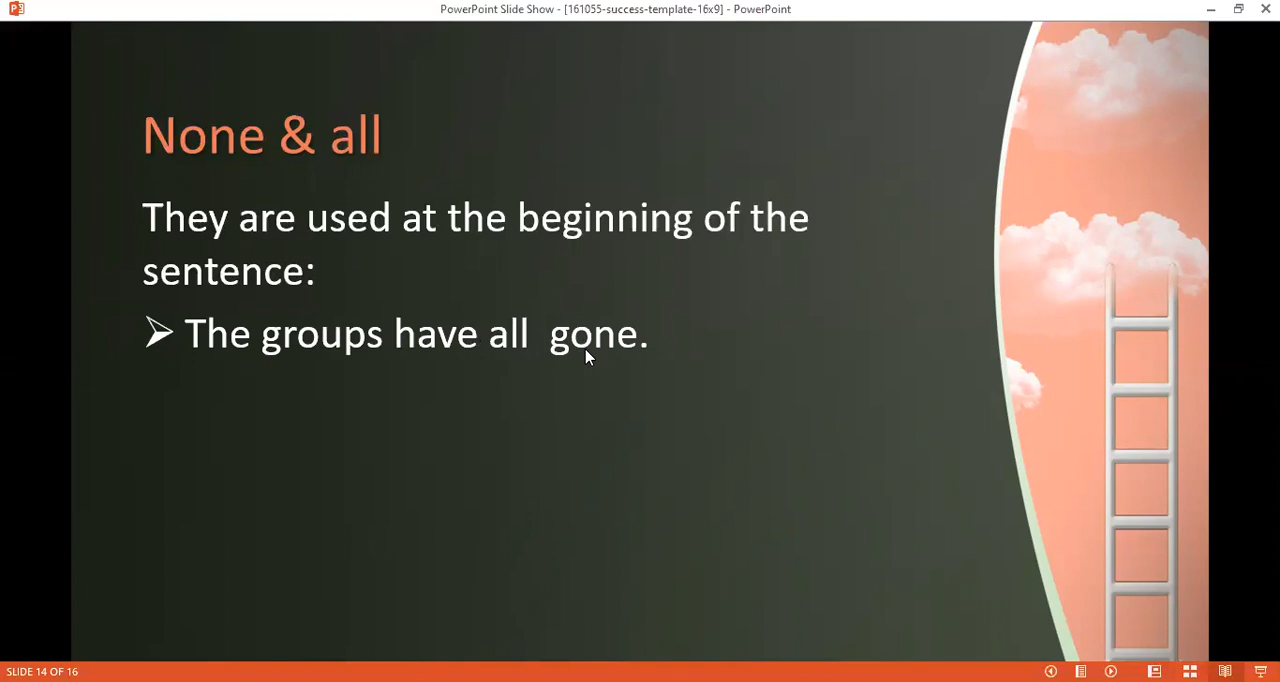 PowerPoint Slide Show - [161055-success-template-16x9] - PowerPoint
None & all
They are used at the beginning of the
sentence:
➢ The groups have all  gone.
SLIDE 14 OF 16